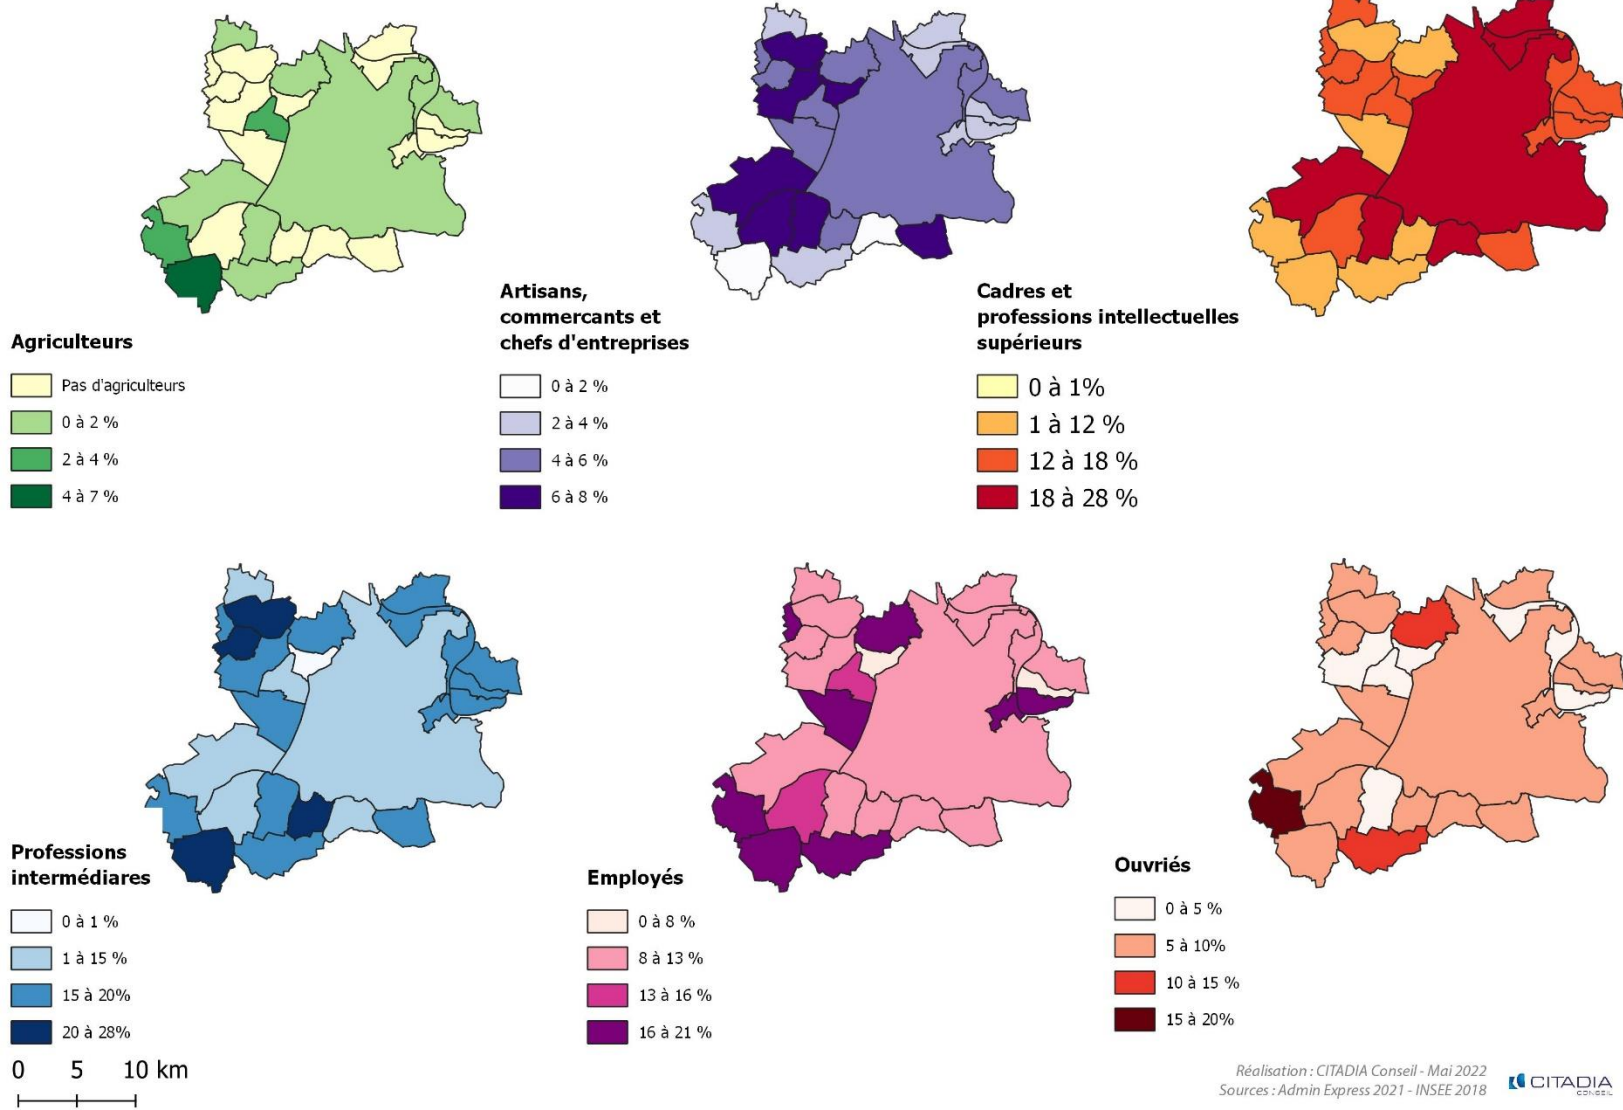 Agriculteurs
Pas d'agriculteurs
0 à 2 %
2 à 4 %
4 à 7 %
Artisans,
commercants et
chefs d'entreprises
0 à 2 %
2 à 4 %
4 à 6 %
6 à 8 %
Cadres et
professions intellectuelles
supérieurs
0 à 1%
1 à 12 %
12 à 18 %
18 à 28 %
Professions
intermédiares
0 à 1 %
1 à 15 %
15 à 20%
20 à 28%
0 5 10 km
Employés
0 à 8 %
8 à 13 %
13 à 16 %
16 à 21 %
Ouvriés
0 à 5 %
5 à 10%
10 à 15 %
15 à 20%
Réalisation : CITADIA Conseil - Mai 2022
Sources : Admin Express 2021 - INSEE 2018
CITADIA
CONSEIL